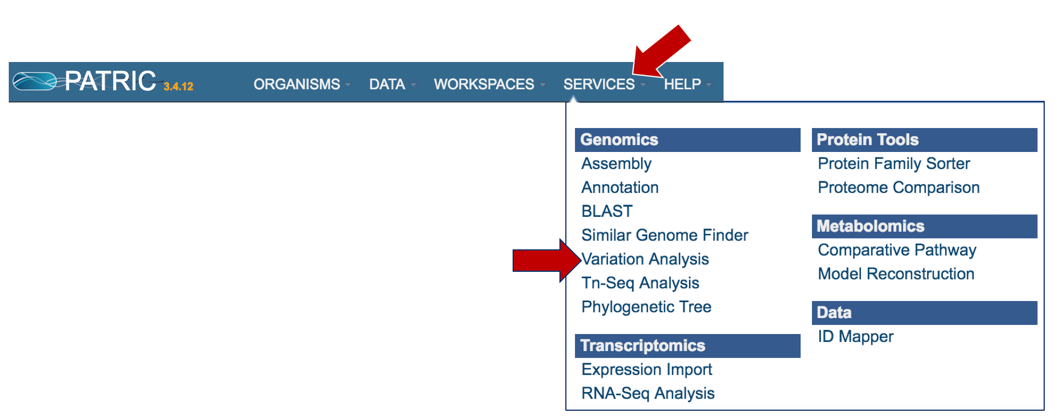 PATRIC 3.4.12 ORGANISMS DATA WORKSPACES SERVICES HELP
Genomics
Assembly
Annotation
BLAST
Similar Genome Finder
Variation Analysis
Tn-Seq Analysis
Phylogenetic Tree
Transcriptomics
Expression Import
RNA-Seq Analysis
Protein Tools
Protein Family Sorter
Proteome Comparison
Metabolomics
Comparative Pathway
Model Reconstruction
Data
ID Mapper